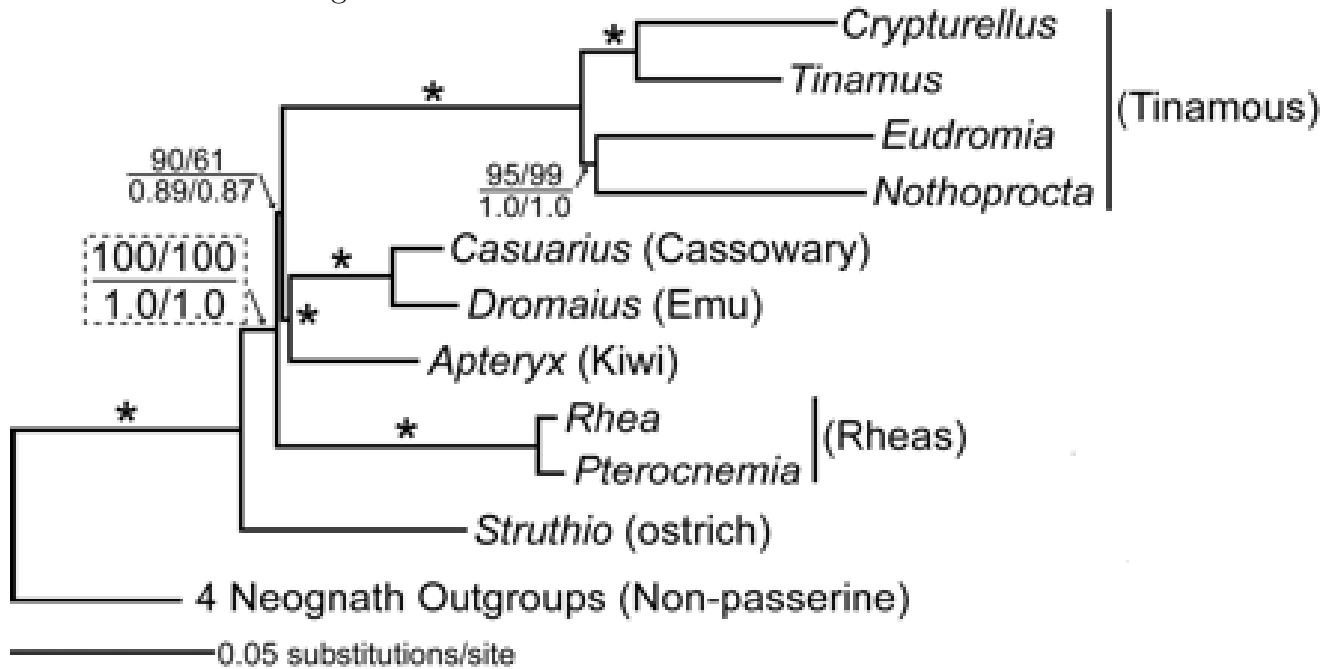 *
Crypturellus
*
Tinamus
(Tinamous)
Eudromia
90/61
0.89/0.87
95/99
1.0/1.0
Nothoprocta
100/100
1.0/1.0
*
Casuarius (Cassowary)
Dromaius (Emu)
*
Apteryx (Kiwi)
*
Rhea
*
(Rheas)
Pterocnemia
Struthio (ostrich)
4 Neognath Outgroups (Non-passerine)
0.05 substitutions/site